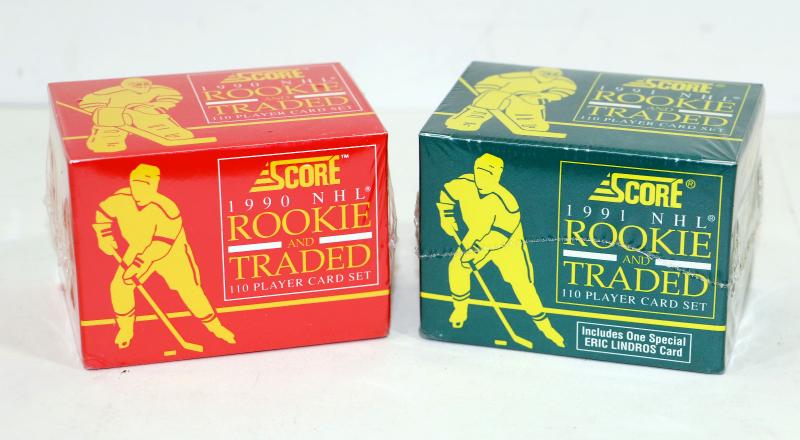 SCORE™
1990 NHL®
ROOKIE
AND
TRADED
110 PLAYER CARD SET
SCORE™
1990 NHL®
ROOKIE
AND
TRADED
110 PLAYER CARD SET
SCORE®
1991 NHL®
ROOKIE
AND
TRADED
110 PLAYER CARD SET
SCORE®
1991 NHL®
ROOKIE
AND
TRADED
110 PLAYER CARD SET
Includes One Special
ERIC LINDROS Card